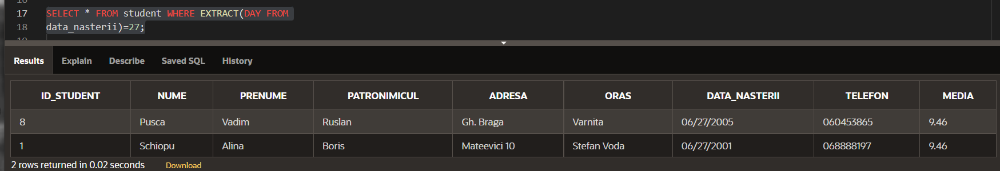 17 SELECT * FROM student WHERE EXTRACT(DAY FROM
18 data_nasterii)=27;
Results Explain Describe Saved SQL History
ID_STUDENT NUME PRENUME PATRONIMICUL ADRESA ORAS DATA_NASTERII TELEFON MEDIA
8 Pusca Vadim Ruslan Gh. Braga Varnita 06/27/2005 060453865 9.46
1 Schiopu Alina Boris Mateevici 10 Stefan Voda 06/27/2001 068888197 9.46
2 rows returned in 0.02 seconds Download